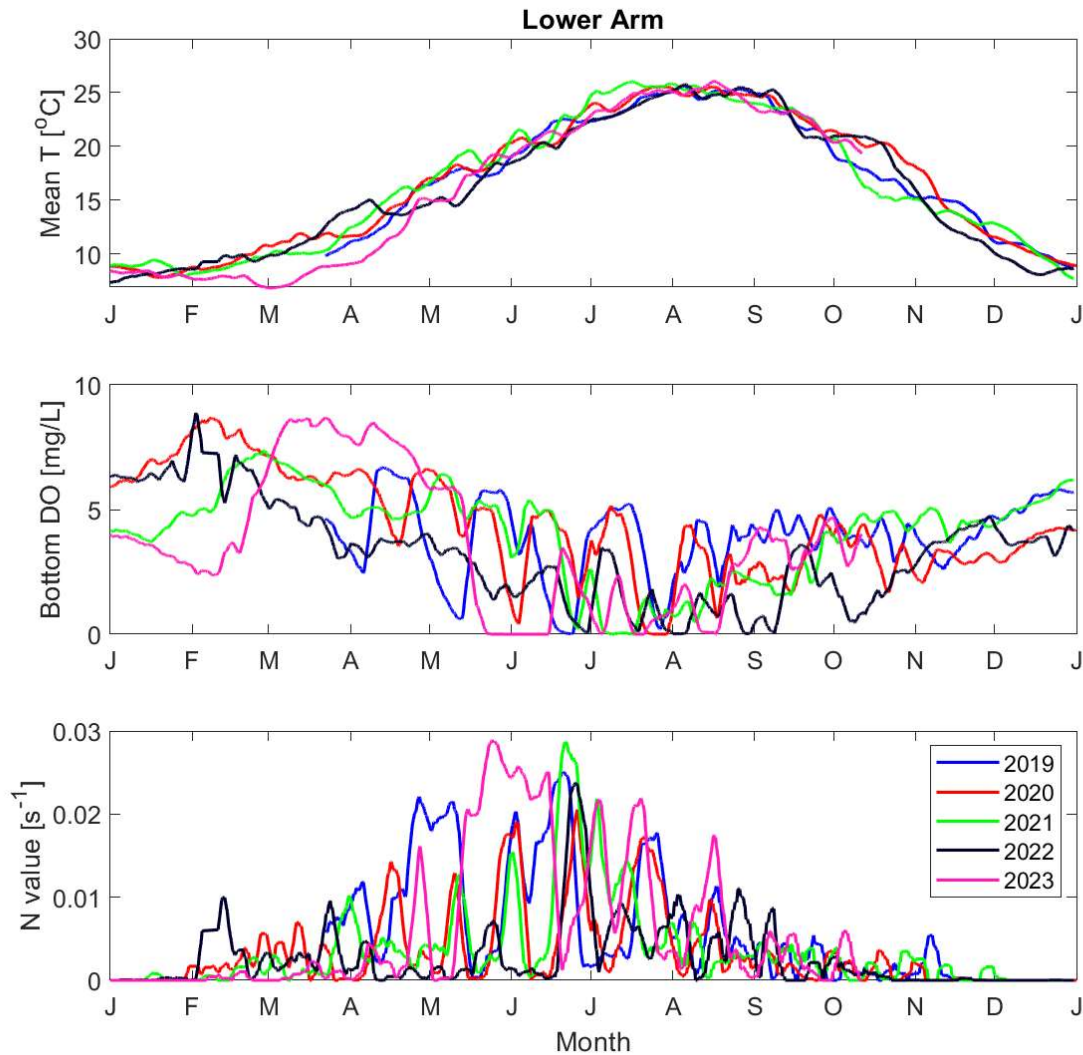 Lower Arm
Mean T [°C]
30
25
20
15
10
J F M A M J J A S O N D J
Bottom DO [mg/L]
10
5
0
J F M A M J J A S O N D J
N value [s⁻¹]
0.03
0.02
0.01
0
2019
2020
2021
2022
2023
J F M A M J J A S O N D J
Month